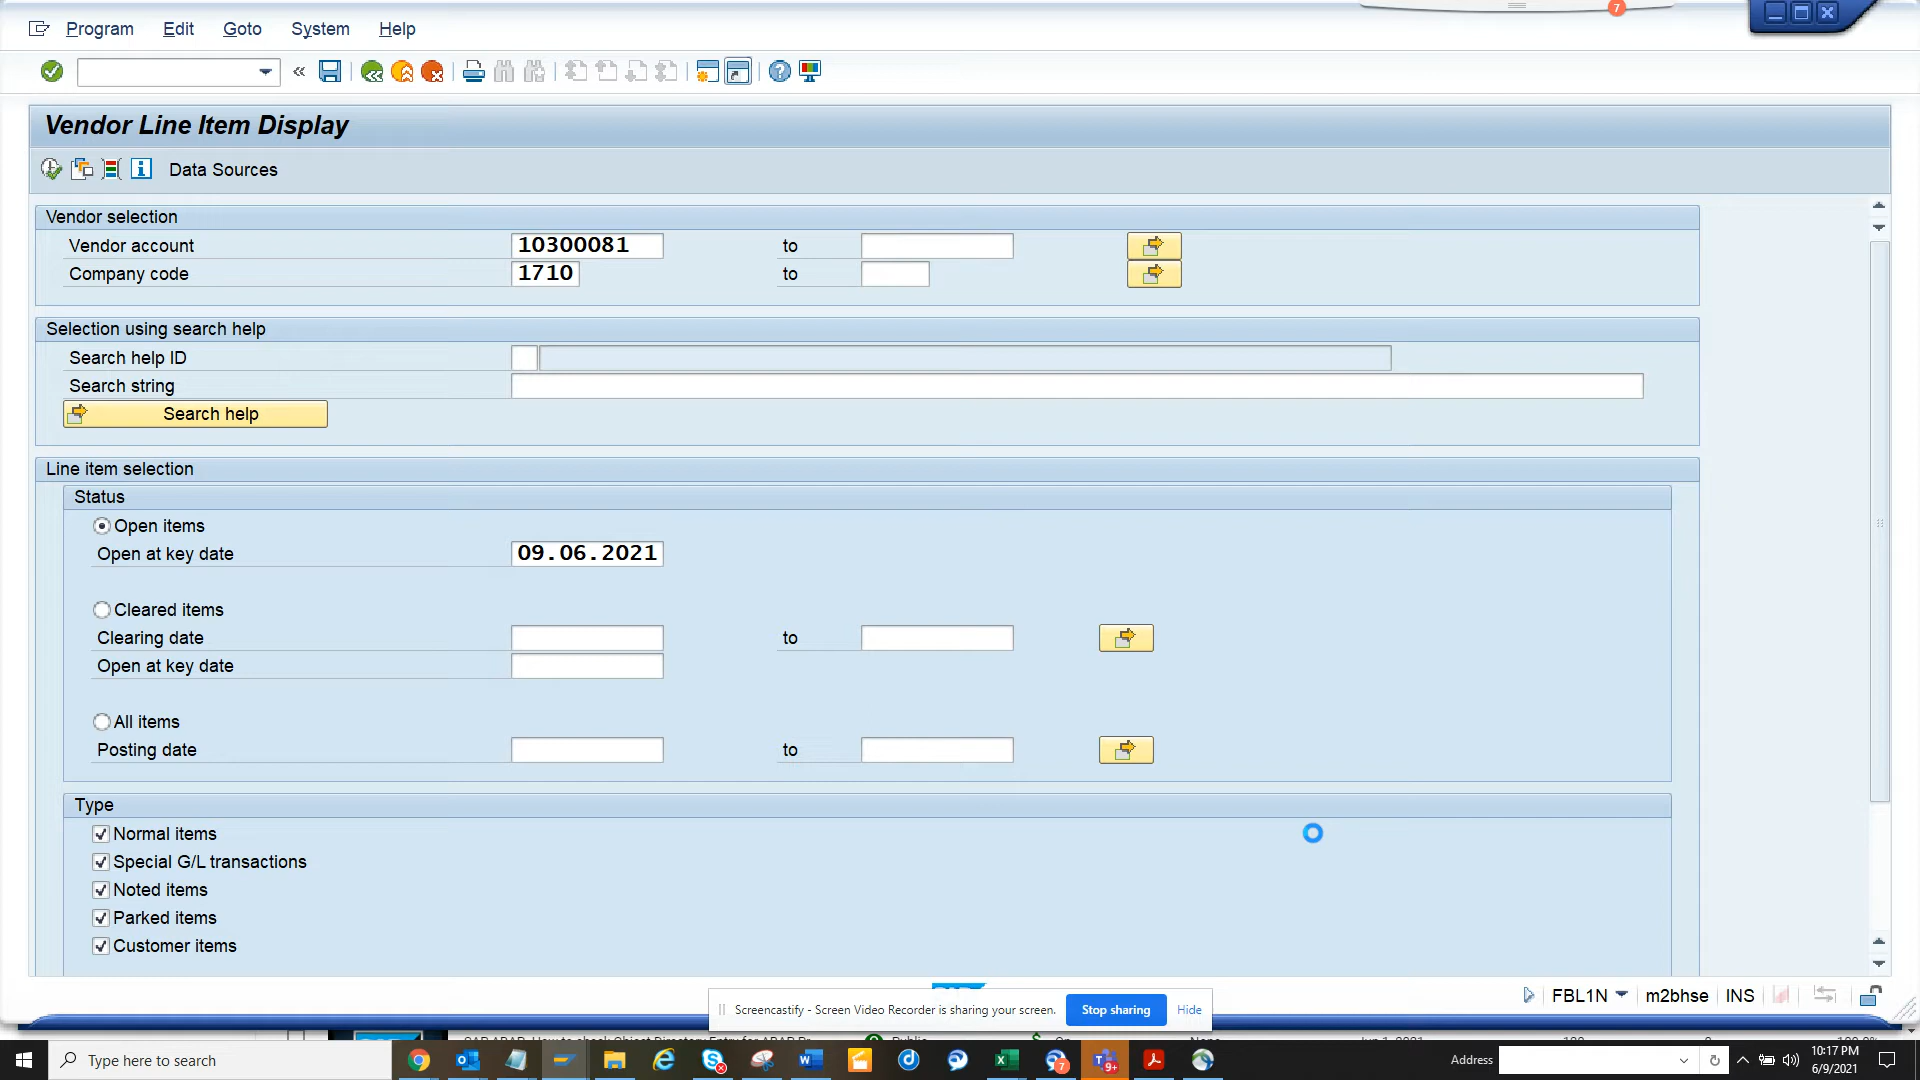 7
Program Edit Goto System Help
Vendor Line Item Display
Data Sources
Vendor selection
Vendor account 10300081 to
Company code 1710 to
Selection using search help
Search help ID
Search string
Search help
Line item selection
Status
Open items
Open at key date 09.06.2021
Cleared items
Clearing date to
Open at key date
All items
Posting date to
Type
Normal items
Special G/L transactions
Noted items
Parked items
Customer items
FBL1N m2bhse INS
Screencastify - Screen Video Recorder is sharing your screen. Stop sharing Hide
Type here to search
7
9+
Address
10:17 PM
6/9/2021